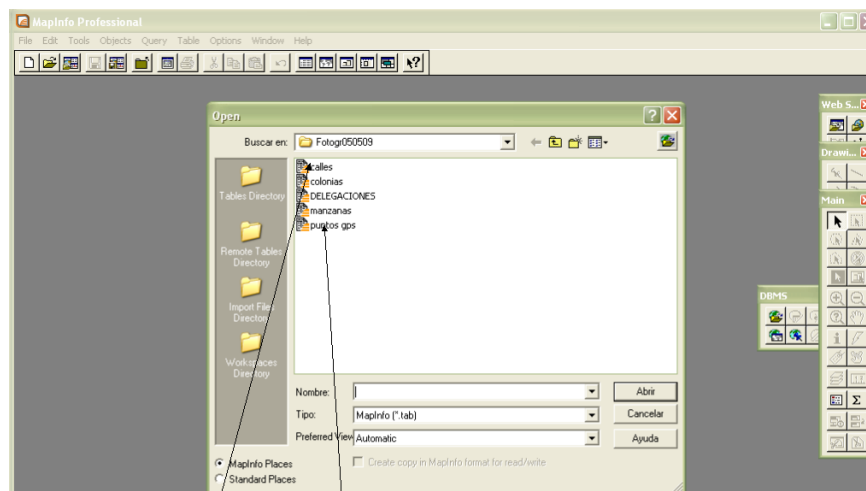 MapInfo Professional
File Edit Tools Objects Query Table Options Window Help
Open
Buscar en: Fotogr050509
Tables Directory
Remote Tables
Directory
Import Files
Directory
Workspaces
Directory
calles
colonias
DELEGACIONES
manzanas
puntos gps
Nombre:
Abrir
Tipo: MapInfo (*.tab)
Cancelar
Preferred View Automatic
Ayuda
Create copy in MapInfo format for read/write
MapInfo Places
Standard Places
Web S...
Drawi...
Main
DBMS